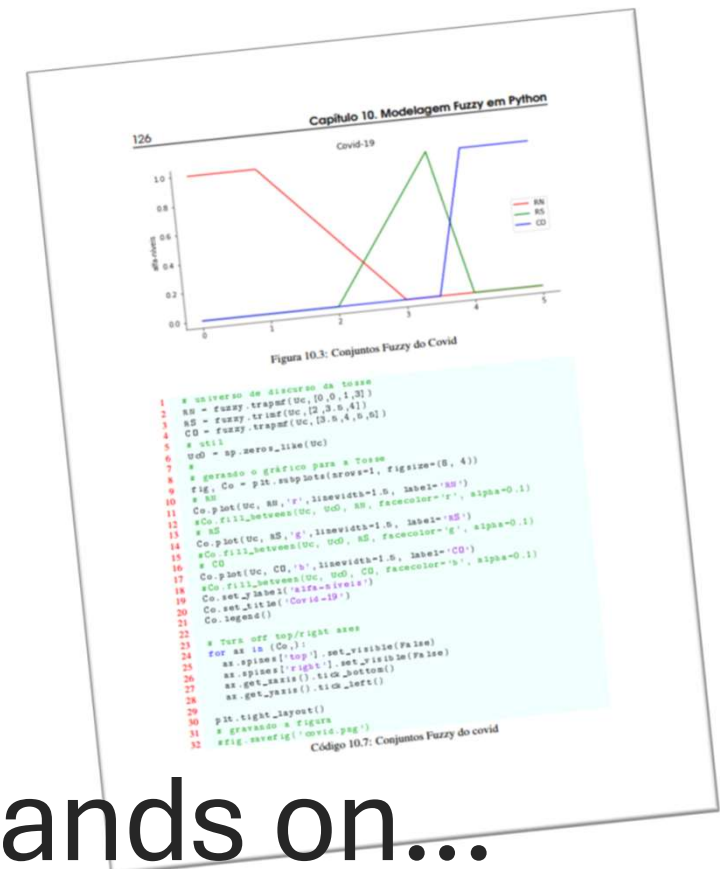 126
Capítulo 10. Modelagem Fuzzy em Python
Covid-19
1.0
0.8
0.6
0.4
0.2
0.0
alfa-níveis
0
1
2
3
4
5
RN
RS
CO
Figura 10.3: Conjuntos Fuzzy do Covid
1 # universo de discurso da tosse
2 RN = fuzzy.trapmf(Uc,[0,0,1,3])
3 RS = fuzzy.trimf(Uc,[2,3.5,4])
4 CO = fuzzy.trapmf(Uc,[3.5,4,5,5])
5 # util
6 Uc0 = np.zeros_like(Uc)
7 #
8 # gerando o gráfico para a Tosse
9 fig, Co = plt.subplots(nrows=1, figsize=(8, 4))
10 # RN
11 Co.plot(Uc, RN,'r',linewidth=1.5, label='RN')
12 #Co.fill_between(Uc, Uc0, RN, facecolor='r', alpha=0.1)
13 # RS
14 Co.plot(Uc, RS,'g',linewidth=1.5, label='RS')
15 #Co.fill_between(Uc, Uc0, RS, facecolor='g', alpha=0.1)
16 # CO
17 Co.plot(Uc, CO,'b',linewidth=1.5, label='CO')
18 #Co.fill_between(Uc, Uc0, CO, facecolor='b', alpha=0.1)
19 Co.set_ylabel('alfa-níveis')
20 Co.set_title('Covid-19')
21 Co.legend()
22
23 # Turn off top/right axes
24 for ax in (Co,):
25 ax.spines['top'].set_visible(False)
26 ax.spines['right'].set_visible(False)
27 ax.get_xaxis().tick_bottom()
28 ax.get_yaxis().tick_left()
29
30 plt.tight_layout()
31 # gravando a figura
32 #fig.savefig('covid.png')
Código 10.7: Conjuntos Fuzzy do covid
ands on...